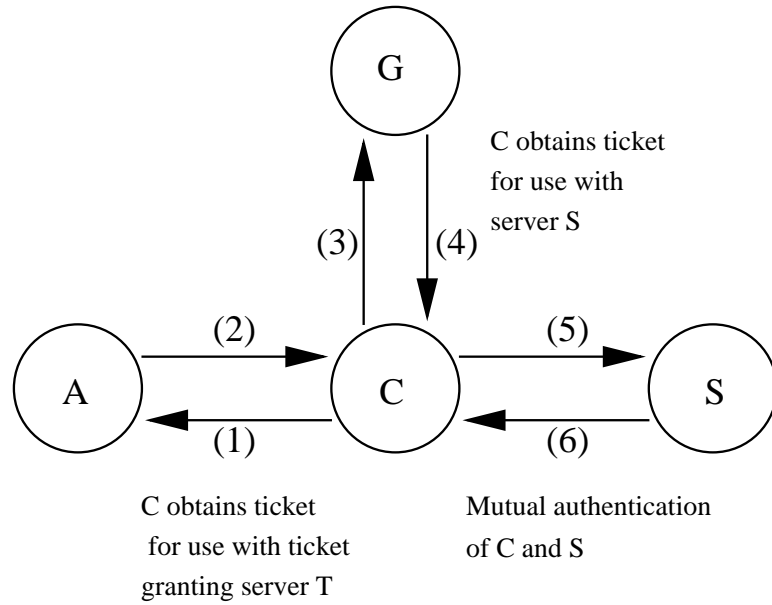 G
C obtains ticket
for use with
server S
(3)
(4)
(2)
(5)
A
C
S
(1)
(6)
C obtains ticket
for use with ticket
granting server T
Mutual authentication
of C and S